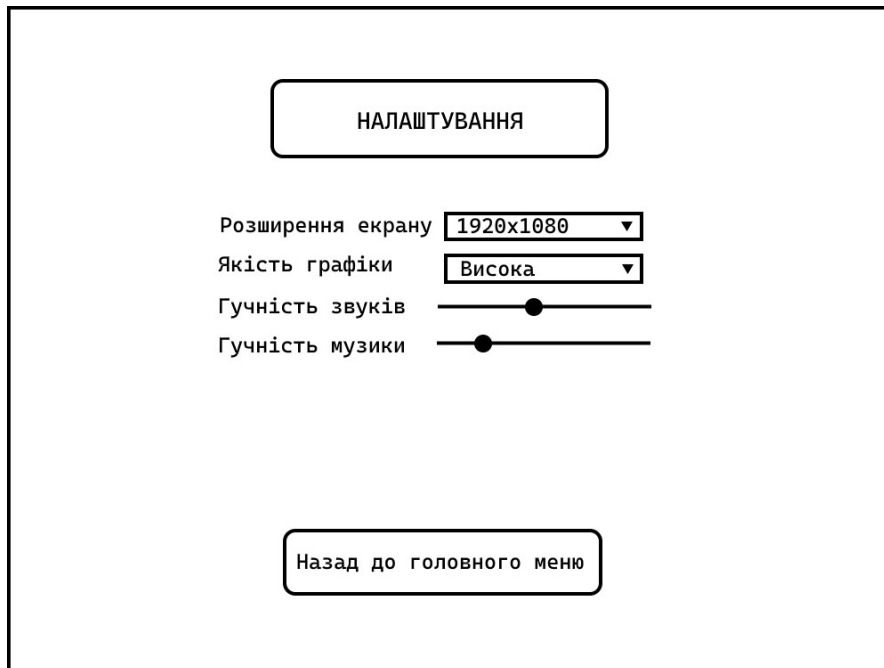 НАЛАШТУВАННЯ
Розширення екрану 1920x1080
Якість графіки Висока
Гучність звуків
Гучність музики
Назад до головного меню